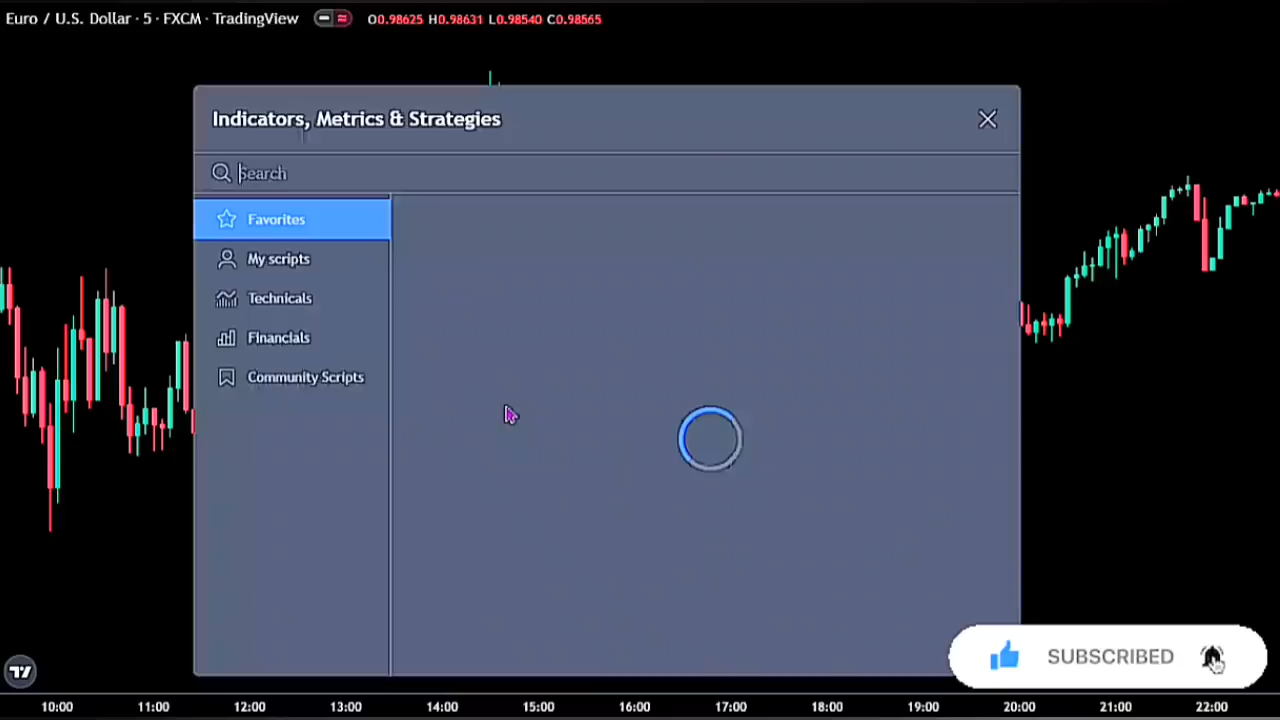 Euro / U.S. Dollar · 5 · FXCM · TradingView O0.98625 H0.98631 L0.98540 C0.98565
Indicators, Metrics & Strategies
Search
Favorites
My scripts
Technicals
Financials
Community Scripts
SUBSCRIBED
10:00 11:00 12:00 13:00 14:00 15:00 16:00 17:00 18:00 19:00 20:00 21:00 22:00